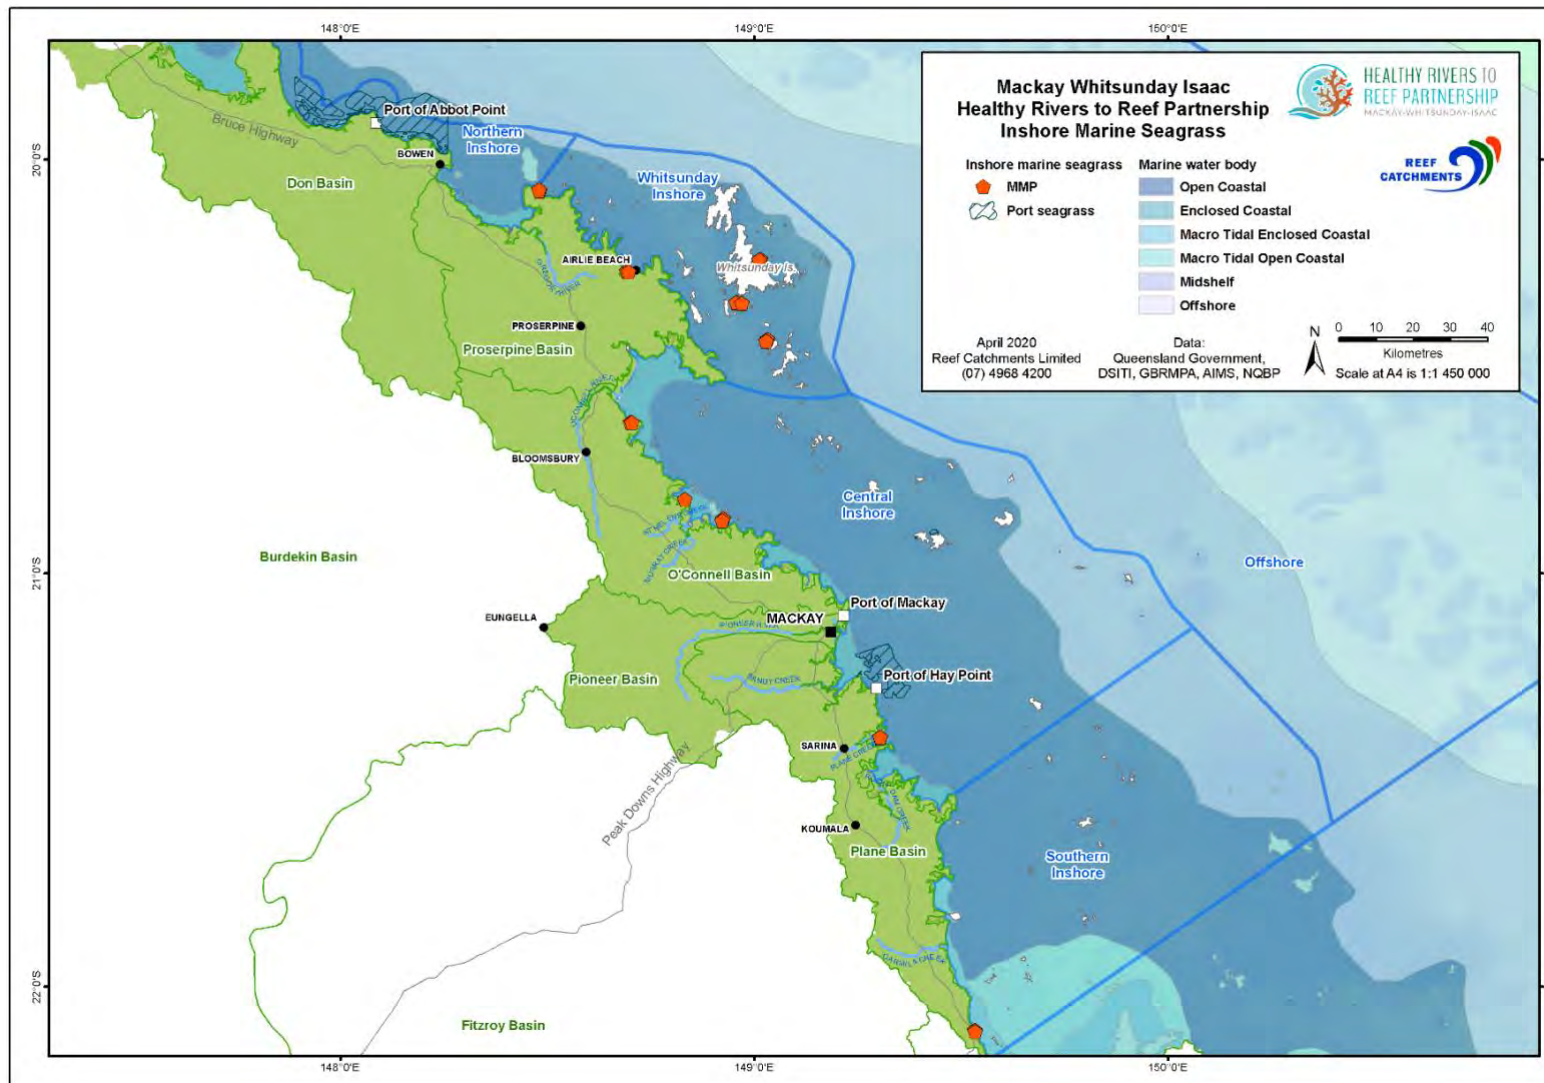 148°0'E
149°0'E
150°0'E
20°0'S
21°0'S
22°0'S
Mackay Whitsunday Isaac
Healthy Rivers to Reef Partnership
Inshore Marine Seagrass
HEALTHY RIVERS TO
REEF PARTNERSHIP
MACKAY-WHITSUNDAY-ISAAC
REEF
CATCHMENTS
Inshore marine seagrass
MMP
Port seagrass
Marine water body
Open Coastal
Enclosed Coastal
Macro Tidal Enclosed Coastal
Macro Tidal Open Coastal
Midshelf
Offshore
April 2020
Reef Catchments Limited
(07) 4968 4200
Data:
Queensland Government,
DSITI, GBRMPA, AIMS, NQBP
N
0 10 20 30 40
Kilometres
Scale at A4 is 1:1 450 000
Port of Abbot Point
Bruce Highway
Northern
Inshore
BOWEN
Don Basin
Whitsunday
Inshore
AIRLIE BEACH
Whitsunday Is.
PROSERPINE
Proserpine Basin
BLOOMSBURY
Central
Inshore
Burdekin Basin
O'Connell Basin
Offshore
Port of Mackay
MACKAY
EUNGELLA
PIONEER RIVER
Pioneer Basin
SANDY CREEK
Port of Hay Point
SARINA
PLANE CREEK
Peak Downs Highway
KOUMALA
Plane Basin
Southern
Inshore
Fitzroy Basin
148°0'E
149°0'E
150°0'E